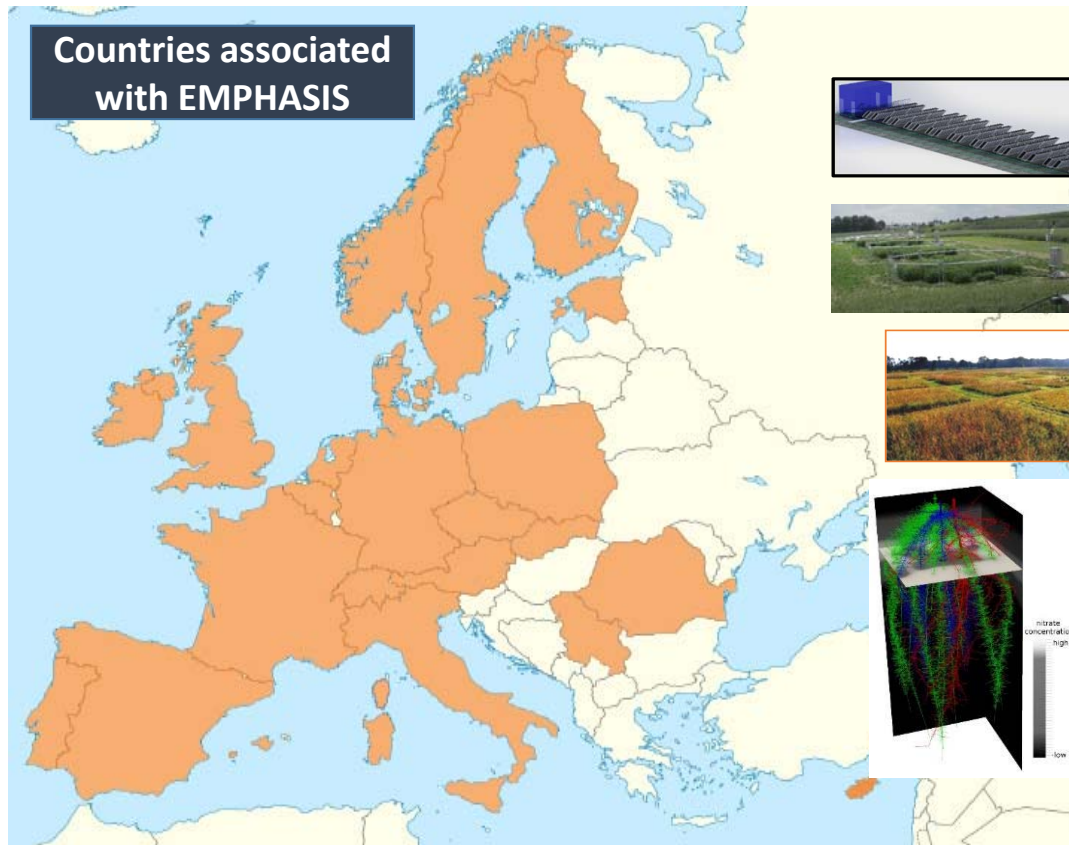 Countries associated
with EMPHASIS
nitrate
concentration
high
low